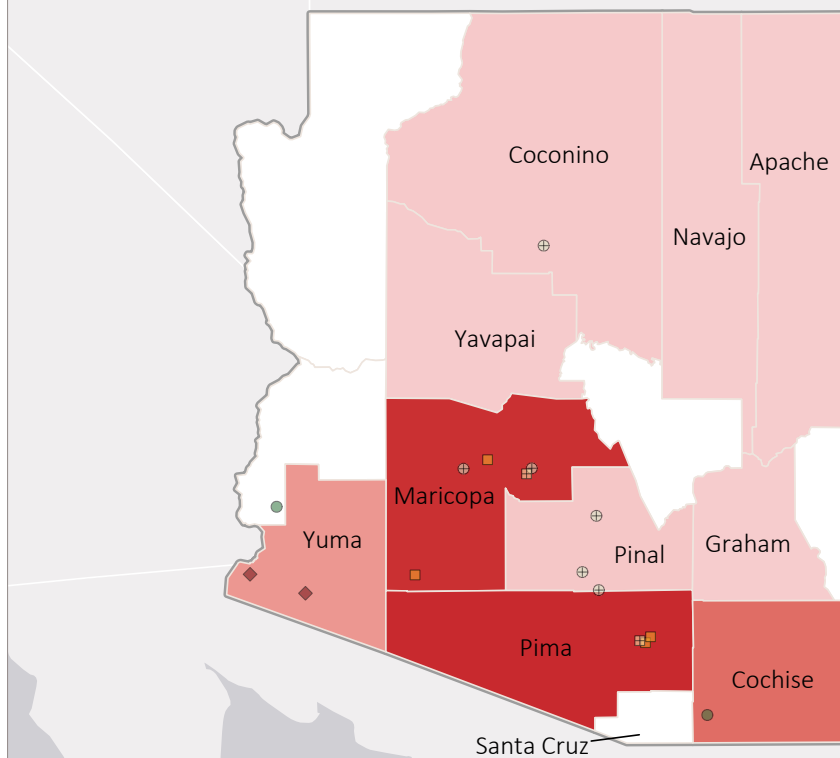 Coconino
Apache
Navajo
Yavapai
Maricopa
Yuma
Pinal
Graham
Pima
Cochise
Santa Cruz